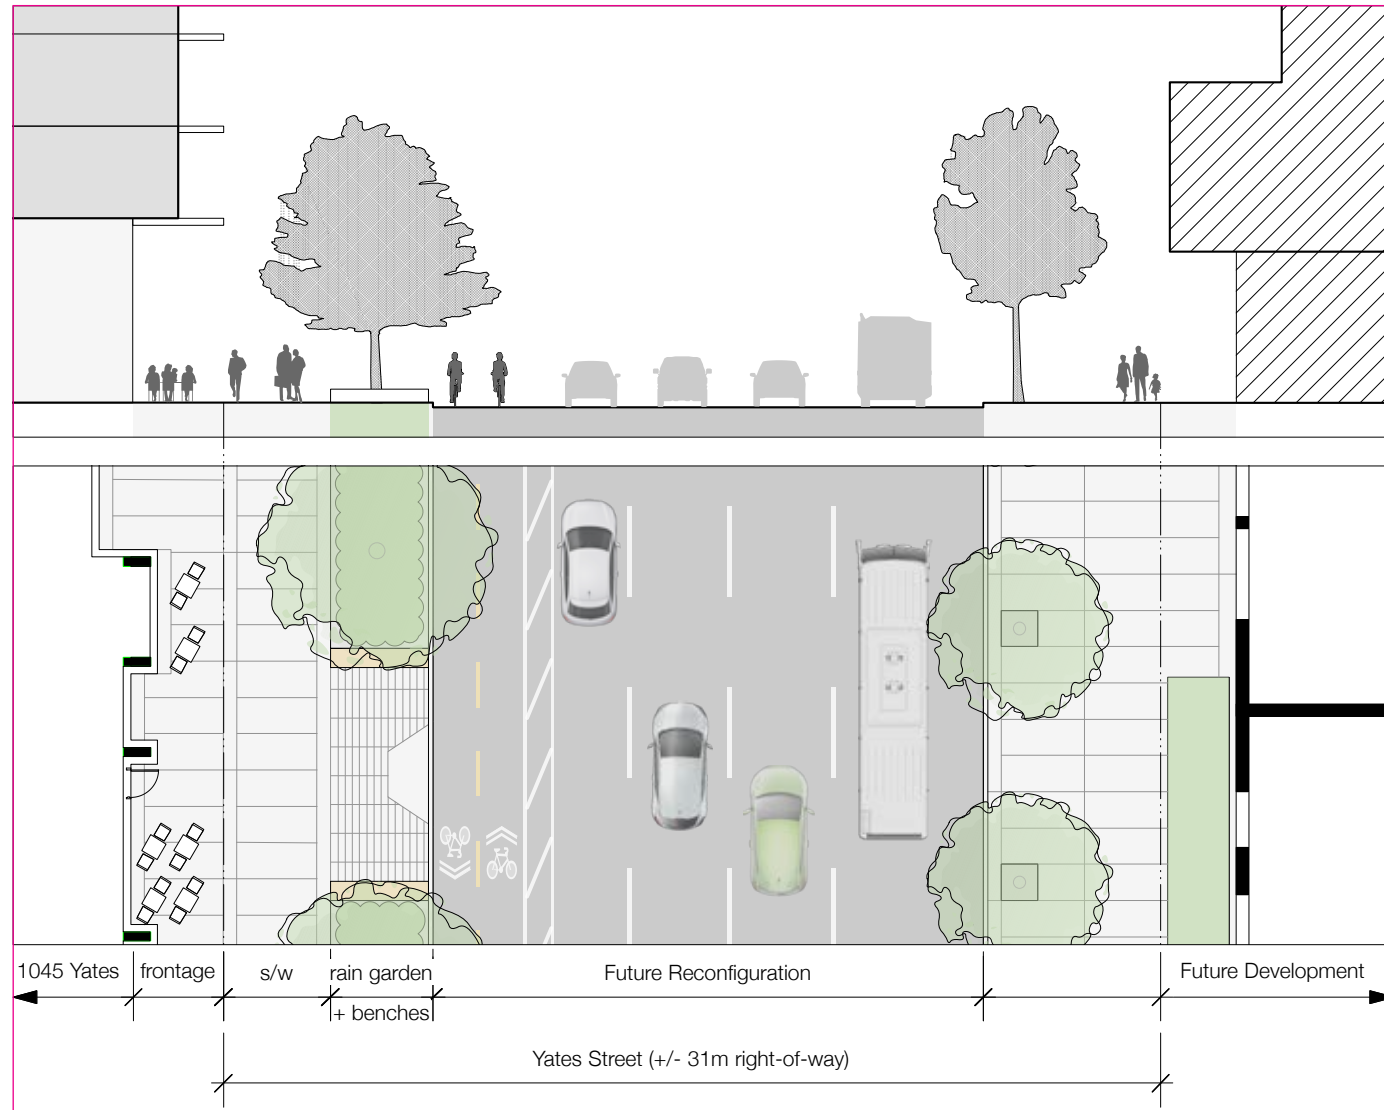 1045 Yates
frontage
s/w
rain garden
+ benches
Future Reconfiguration
Future Development
Yates Street (+/- 31m right-of-way)